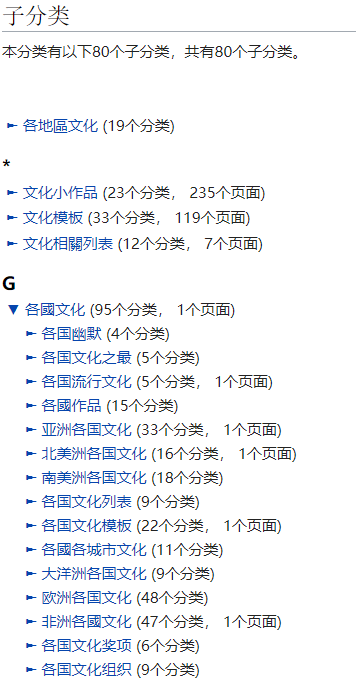 子分类
本分类有以下80个子分类，共有80个子分类。
► 各地區文化 (19个分类)
*
► 文化小作品 (23个分类， 235个页面)
► 文化模板 (33个分类， 119个页面)
► 文化相關列表 (12个分类， 7个页面)
G
▼ 各國文化 (95个分类， 1个页面)
► 各国幽默 (4个分类)
► 各国文化之最 (5个分类)
► 各国流行文化 (5个分类， 1个页面)
► 各國作品 (15个分类)
► 亚洲各国文化 (33个分类， 1个页面)
► 北美洲各国文化 (16个分类， 1个页面)
► 南美洲各国文化 (18个分类)
► 各国文化列表 (9个分类)
► 各国文化模板 (22个分类， 1个页面)
► 各國各城市文化 (11个分类)
► 大洋洲各国文化 (9个分类)
► 欧洲各国文化 (48个分类)
► 非洲各國文化 (47个分类， 1个页面)
► 各国文化奖项 (6个分类)
► 各国文化组织 (9个分类)